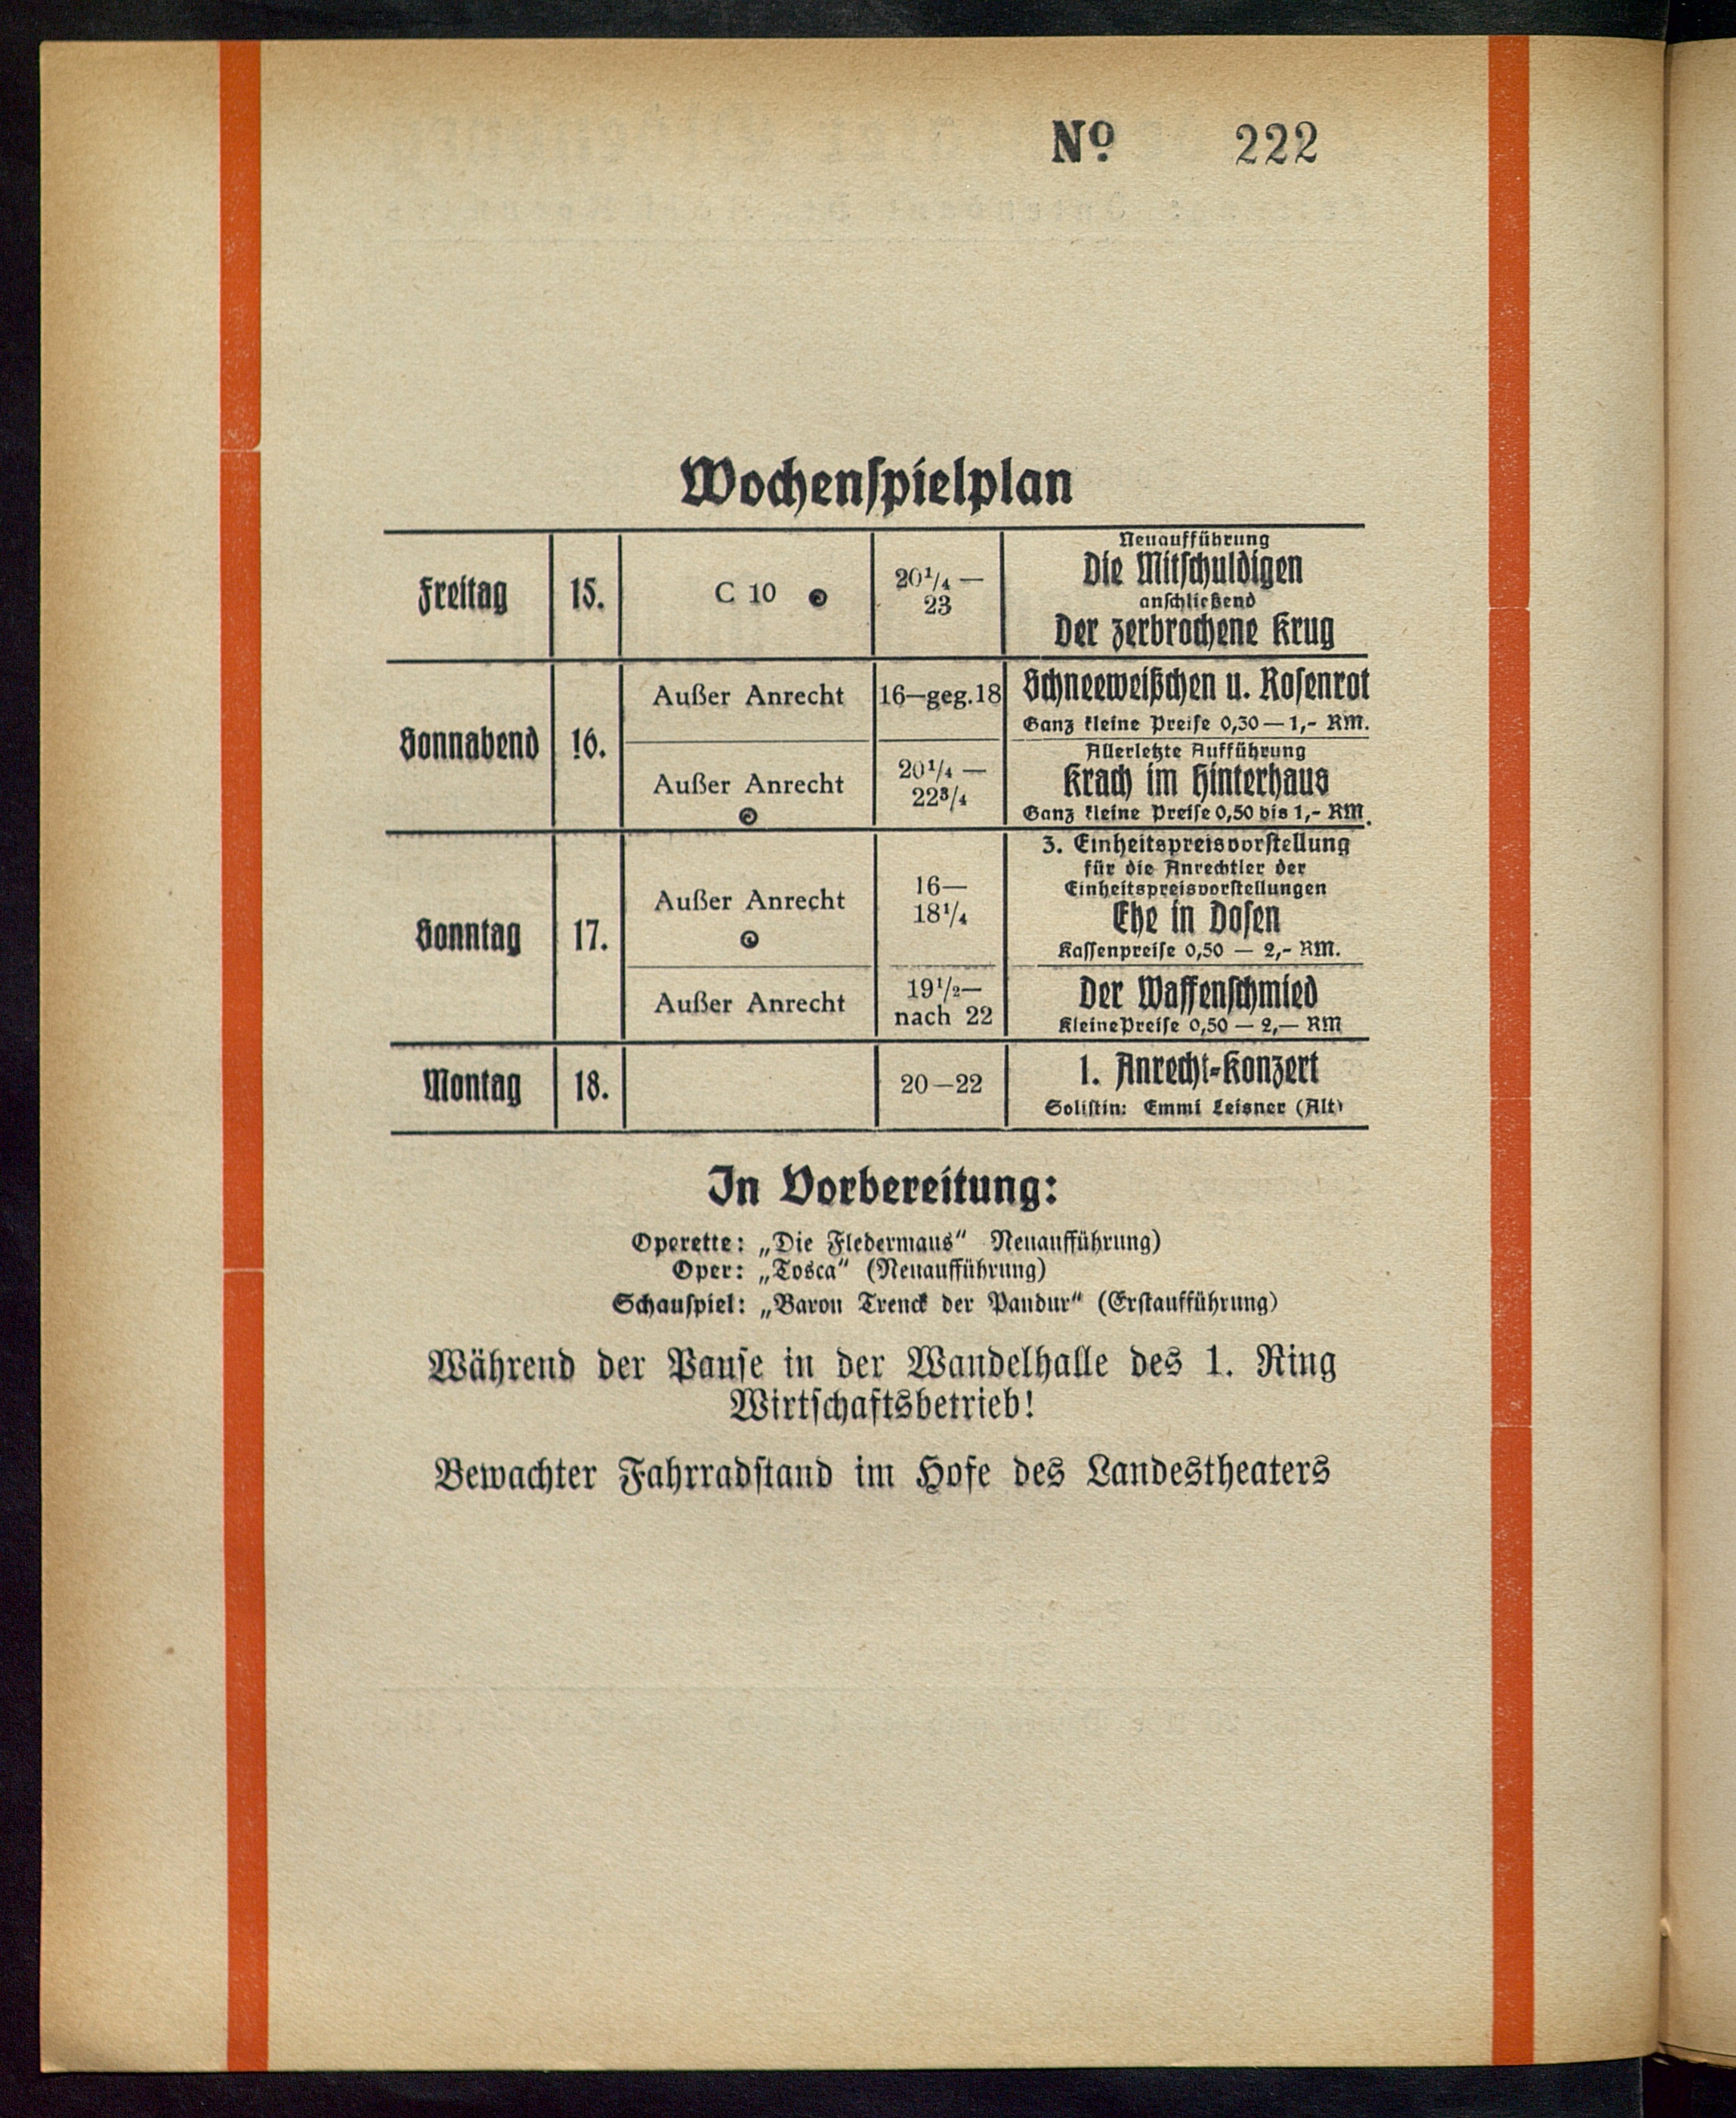 Nº 222
Wochenspielplan
Freitag 15. C 10 20¼ — 23
Neuaufführung
Die Mitschuldigen
anschließend
Der zerbrochene Krug
Sonnabend 16.
Außer Anrecht 16—geg.18 Schneeweißchen u. Rosenrot
Ganz kleine Preise 0,30 — 1,- RM.
Außer Anrecht 20¼ — 22¾
Allerletzte Aufführung
Krach im Hinterhaus
Ganz kleine Preise 0,50 bis 1,- RM.
Sonntag 17.
Außer Anrecht 16— 18¼
3. Einheitspreisvorstellung
für die Anrechtler der
Einheitspreisvorstellungen
Ehe in Dosen
Kassenpreise 0,50 — 2,- RM.
Außer Anrecht 19½— nach 22
Der Waffenschmied
Kleine Preise 0,50 — 2,— RM
Montag 18. 20—22
1. Anrecht-Konzert
Solistin: Emmi Leisner (Alt)
In Vorbereitung:
Operette: „Die Fledermaus“ Neuaufführung)
Oper: „Tosca“ (Neuaufführung)
Schauspiel: „Baron Trenck der Pandur“ (Erstaufführung)
Während der Pause in der Wandelhalle des 1. Ring
Wirtschaftsbetrieb!
Bewachter Fahrradstand im Hofe des Landestheaters